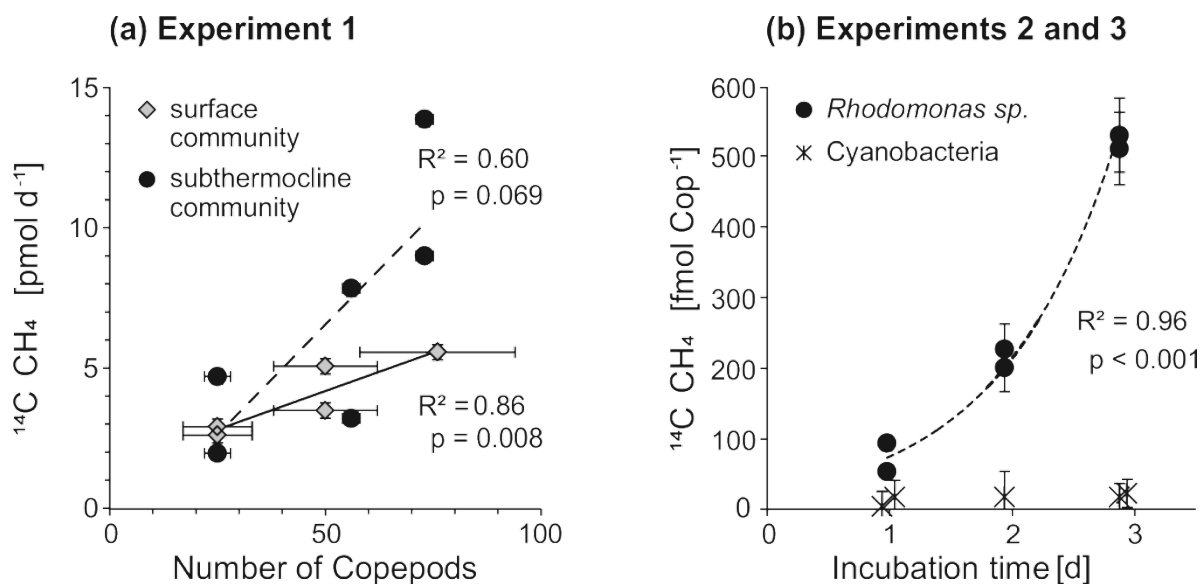 (a) Experiment 1
15
10
5
0
0
50
100
¹⁴C CH₄ [pmol d⁻¹]
Number of Copepods
surface
community
subthermocline
community
R² = 0.60
p = 0.069
R² = 0.86
p = 0.008
(b) Experiments 2 and 3
600
500
400
300
200
100
0
0
1
2
3
¹⁴C CH₄ [fmol Cop⁻¹]
Incubation time [d]
Rhodomonas sp.
Cyanobacteria
R² = 0.96
p < 0.001